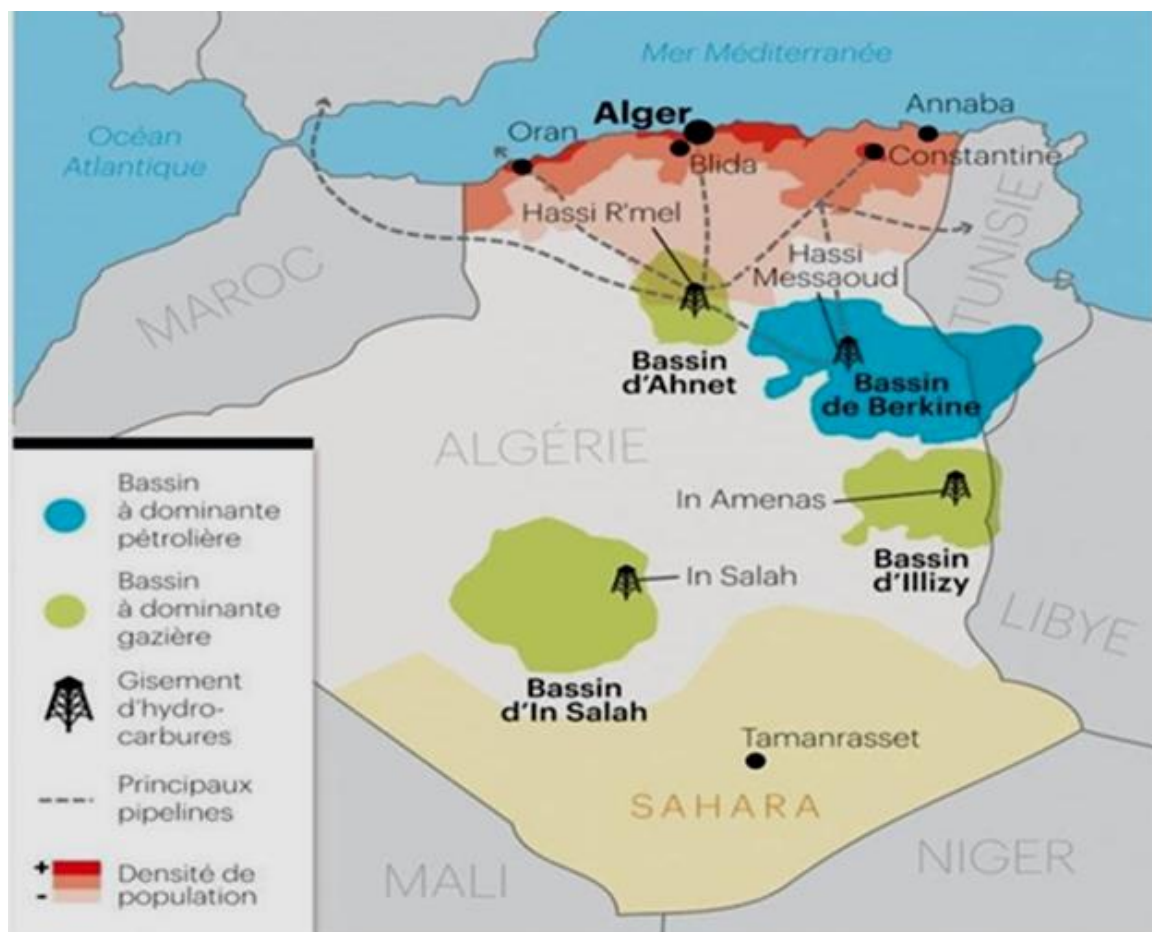 Mer Méditerranée
Océan
Atlantique
Alger
Annaba
Oran
Blida
Constantine
Hassi R'mel
Hassi
Messaoud
TUNISIE
MAROC
Bassin
d'Ahnet
Bassin
de Berkine
ALGÉRIE
In Amenas
Bassin
d'Illizy
In Salah
LIBYE
Bassin
d'In Salah
Tamanrasset
SAHARA
MALI
NIGER
Bassin
à dominante
pétrolière
Bassin
à dominante
gazière
Gisement
d'hydro-
carbures
Principaux
pipelines
+
-
Densité de
population